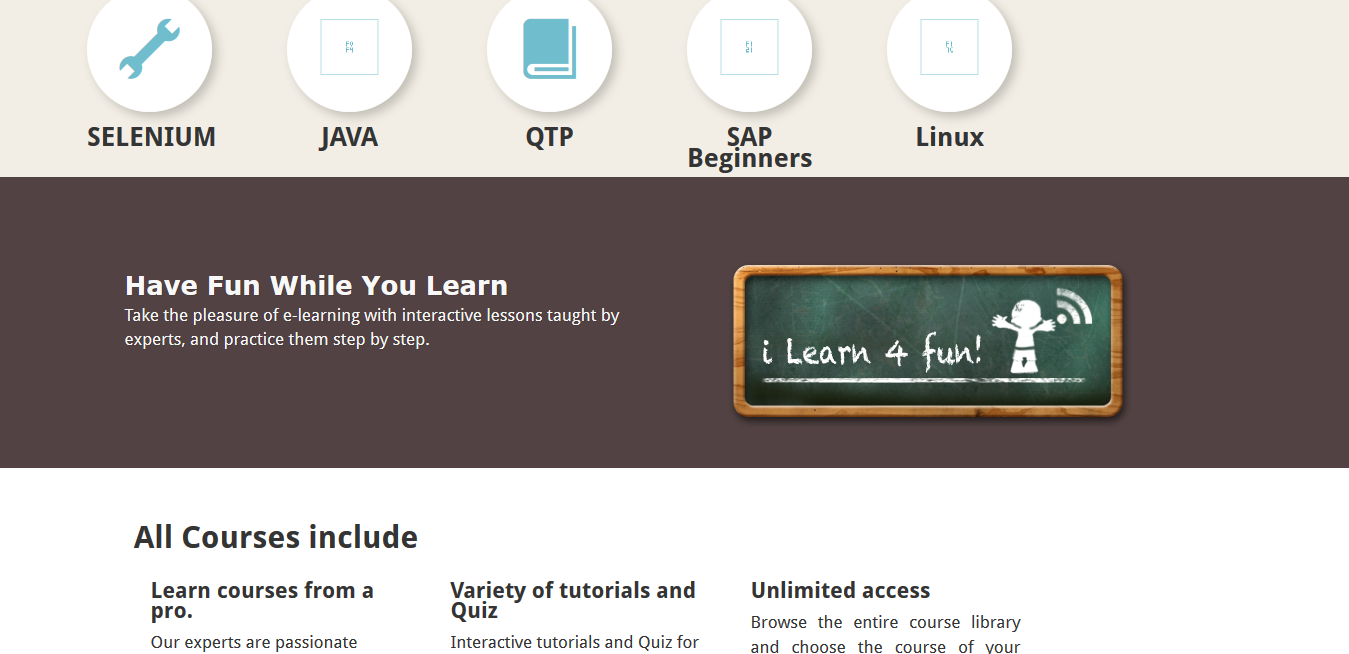 SELENIUM
JAVA
QTP
SAP
Beginners
Linux
Have Fun While You Learn
Take the pleasure of e-learning with interactive lessons taught by
experts, and practice them step by step.
i Learn 4 fun!
All Courses include
Learn courses from a
pro.
Our experts are passionate
Variety of tutorials and
Quiz
Interactive tutorials and Quiz for
Unlimited access
Browse the entire course library
and choose the course of your